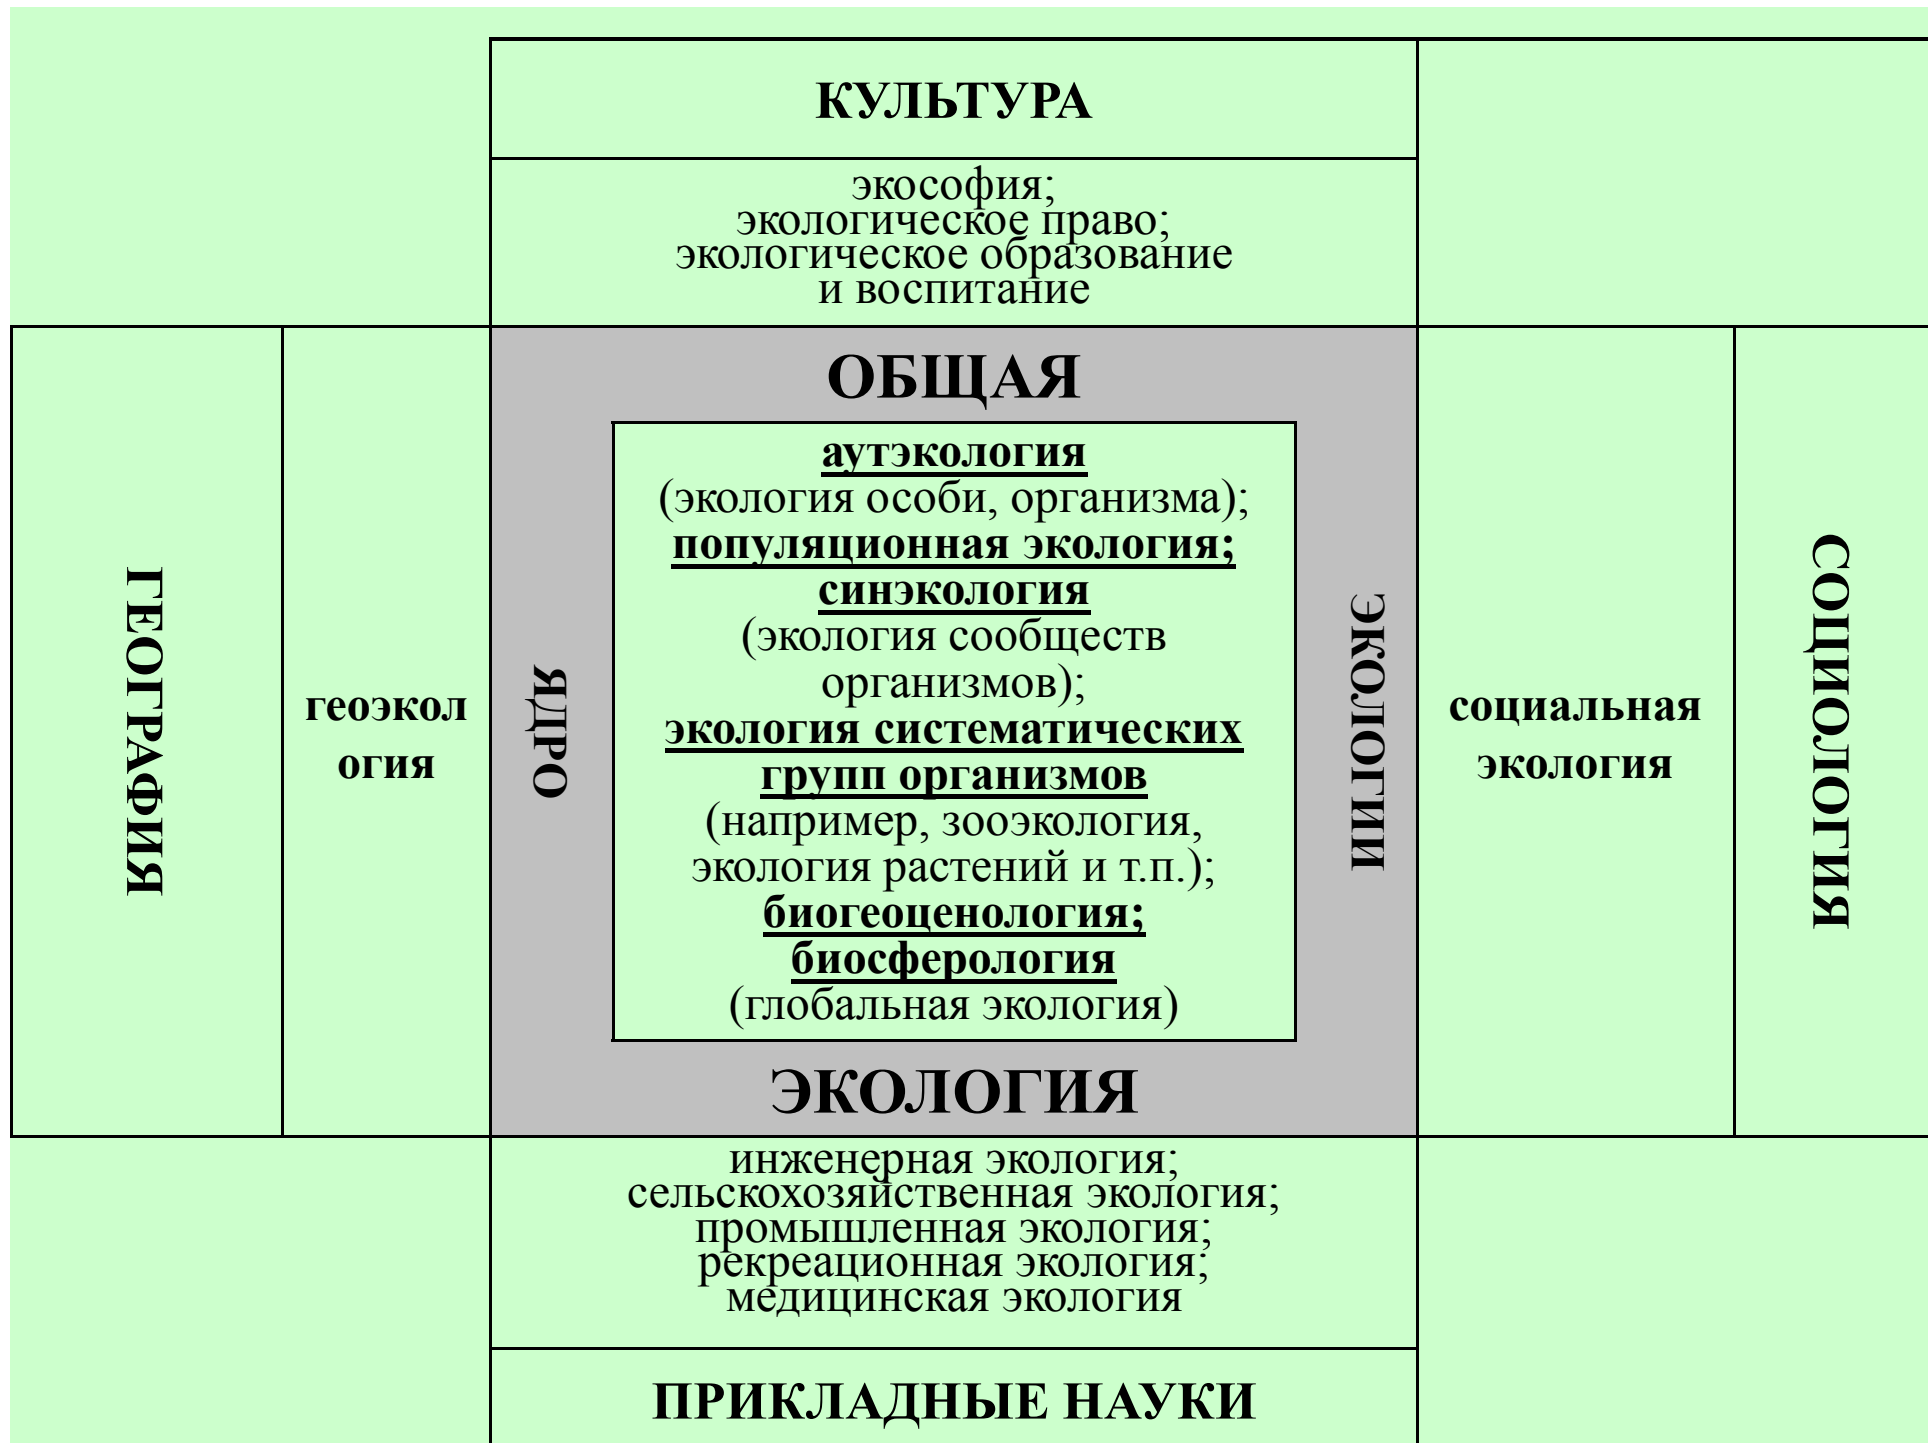 КУЛЬТУРА
экософия;
экологическое право;
экологическое образование
и воспитание
ГЕОГРАФИЯ
геоэкол
огия
ЯДРО
ОБЩАЯ
аутэкология
(экология особи, организма);
популяционная экология;
синэкология
(экология сообществ
организмов);
экология систематических
групп организмов
(например, зооэкология,
экология растений и т.п.);
биогеоценология;
биосферология
(глобальная экология)
ЭКОЛОГИЯ
ЭКОЛОГИИ
социальная
экология
СОЦИОЛОГИЯ
инженерная экология;
сельскохозяйственная экология;
промышленная экология;
рекреационная экология;
медицинская экология
ПРИКЛАДНЫЕ НАУКИ